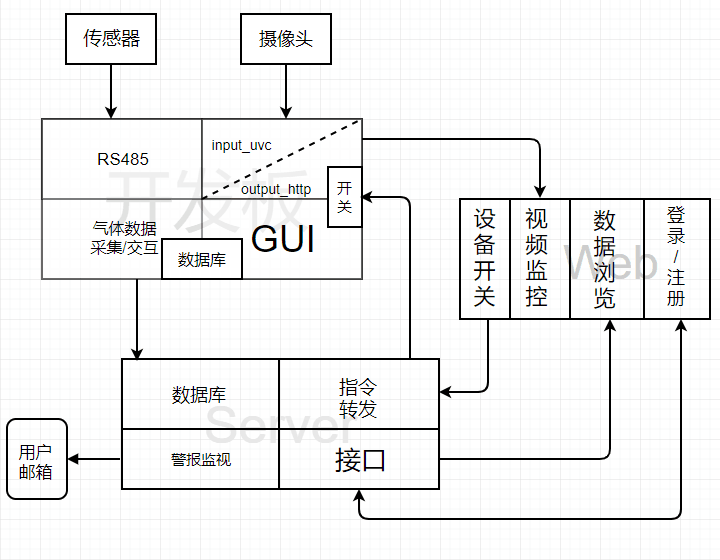 传感器
摄像头
RS485
input_uvc
output_http
开发板
开
关
气体数据
采集/交互
GUI
数据库
设备开关
视频监控
数据浏览
登录/注册
Web
数据库
指令
转发
Server
警报监视
接口
用户
邮箱